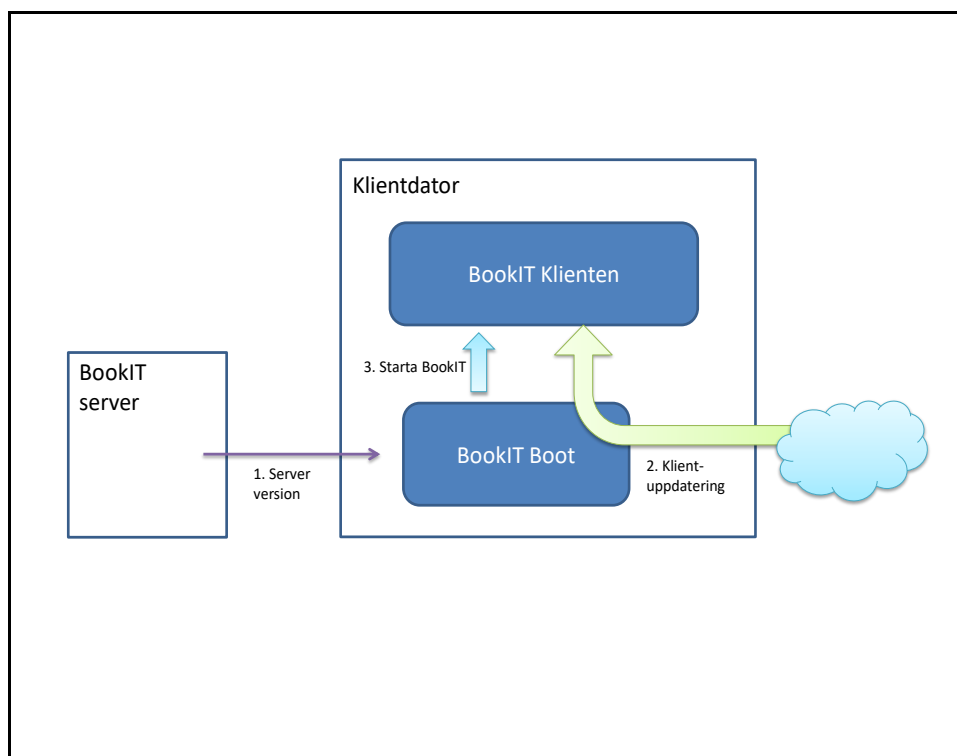 Klientdator
BookIT Klienten
3. Starta BookIT
BookIT
server
BookIT Boot
1. Server
version
2. Klient-
uppdatering